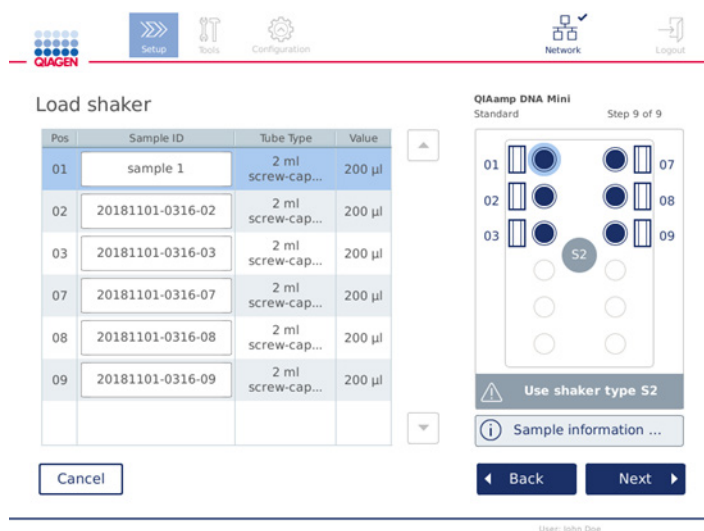 QIAGEN
Setup
Tools
Configuration
Network
Logout
Load shaker
Pos Sample ID Tube Type Value
01 sample 1 2 ml screw-cap... 200 µl
02 20181101-0316-02 2 ml screw-cap... 200 µl
03 20181101-0316-03 2 ml screw-cap... 200 µl
07 20181101-0316-07 2 ml screw-cap... 200 µl
08 20181101-0316-08 2 ml screw-cap... 200 µl
09 20181101-0316-09 2 ml screw-cap... 200 µl
QIAamp DNA Mini
Standard Step 9 of 9
01 07
02 08
03 09
S2
Use shaker type S2
Sample information ...
Cancel
Back
Next
User: John Doe